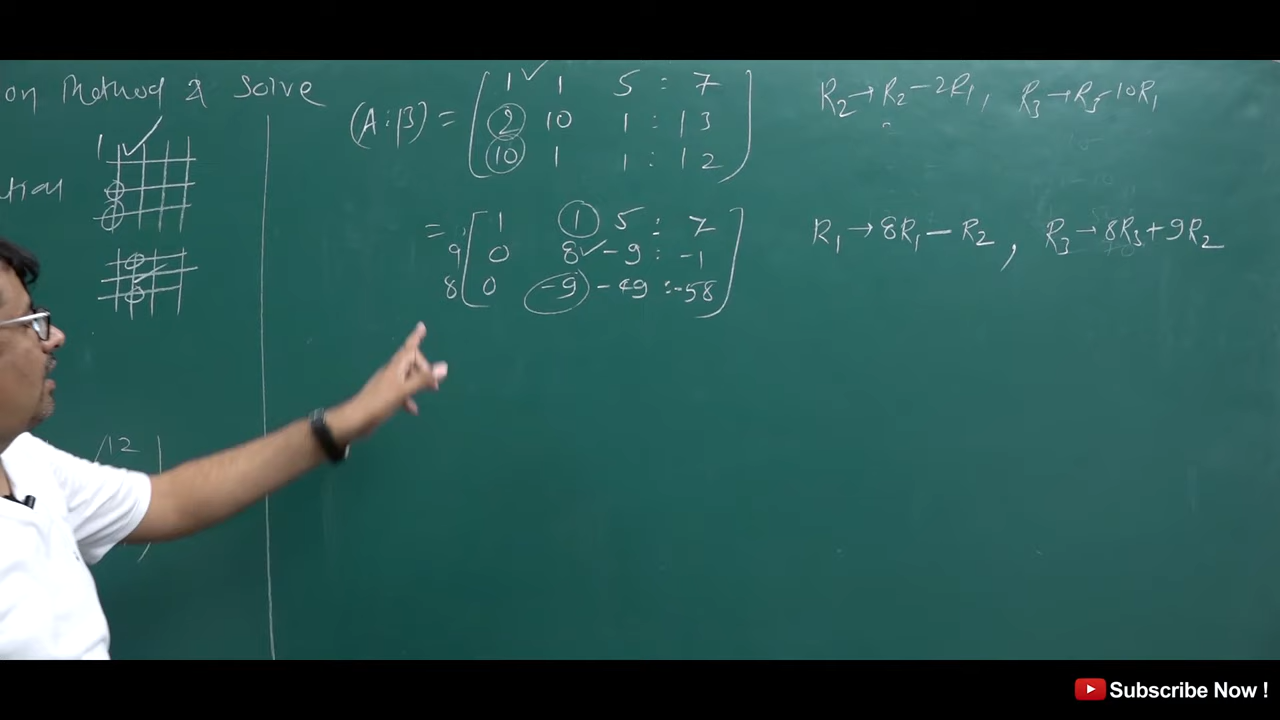 on Method & Solve
1 ✓
12
(A:B) = [ 1 ✓ 1 5 : 7
2 10 1 : 13
10 1 1 : 12 ]
R2 → R2 - 2R1, R3 → R3 - 10R1
= [ 1 1 5 : 7
9 0 8 ✓ -9 : -1
8 0 -9 -49 : -58 ]
R1 → 8R1 - R2, R3 → 8R3 + 9R2
Subscribe Now !